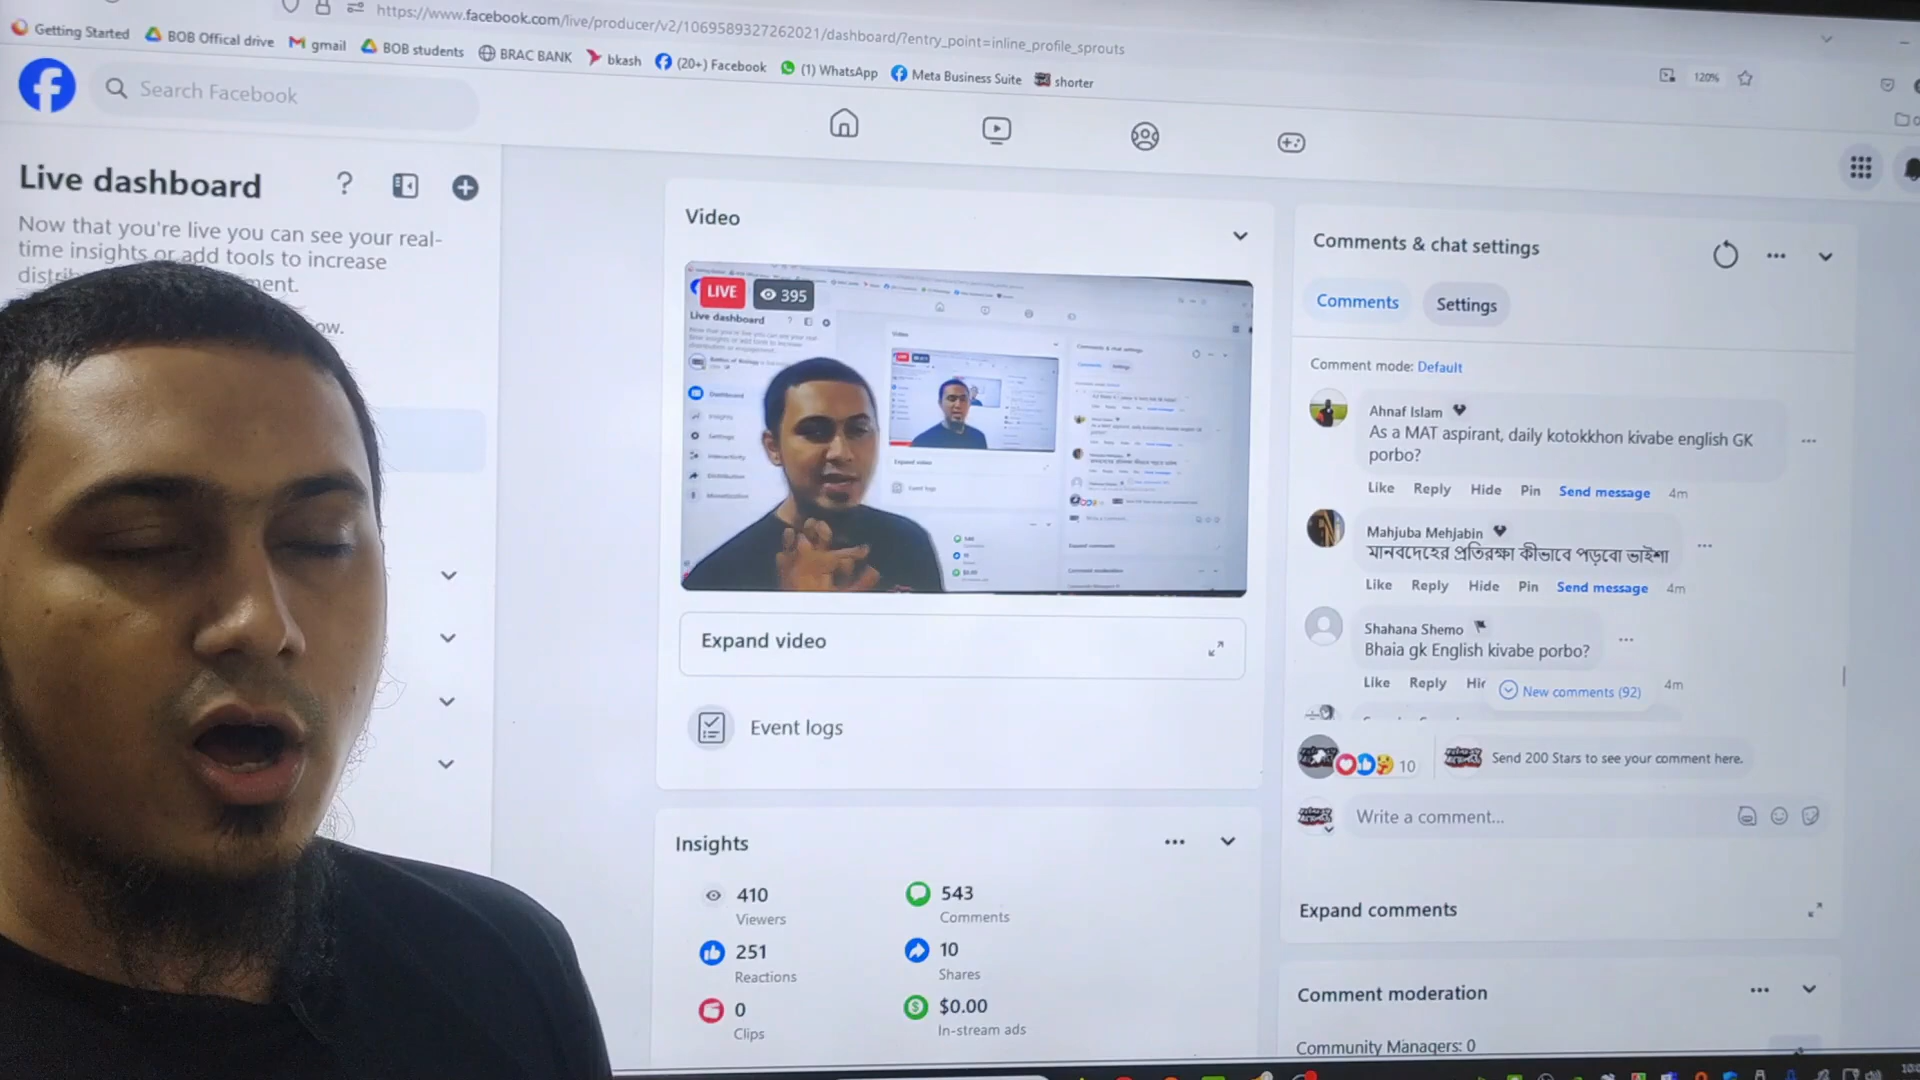 https://www.facebook.com/live/producer/v2/1069589327262021/dashboard/?entry_point=inline_profile_sprouts
120%
Getting Started
BOB Offical drive
gmail
BOB students
BRAC BANK
bkash
(20+) Facebook
(1) WhatsApp
Meta Business Suite
shorter
Search Facebook
Live dashboard
Now that you're live you can see your real-
time insights or add tools to increase
Video
LIVE
395
Live dashboard
Expand video
Event logs
Insights
410
Viewers
543
Comments
251
Reactions
10
Shares
0
Clips
$0.00
In-stream ads
Comments & chat settings
Comments
Settings
Comment mode: Default
Ahnaf Islam
As a MAT aspirant, daily kotokkhon kivabe english GK
porbo?
Like Reply Hide Pin Send message 4m
Mahjuba Mehjabin
মানবদেহের প্রতিরক্ষা কীভাবে পড়বো ভাইশা
Like Reply Hide Pin Send message 4m
Shahana Shemo
Bhaia gk English kivabe porbo?
Like Reply
New comments (92)
4m
10
Send 200 Stars to see your comment here.
Write a comment...
Expand comments
Comment moderation
Community Managers: 0